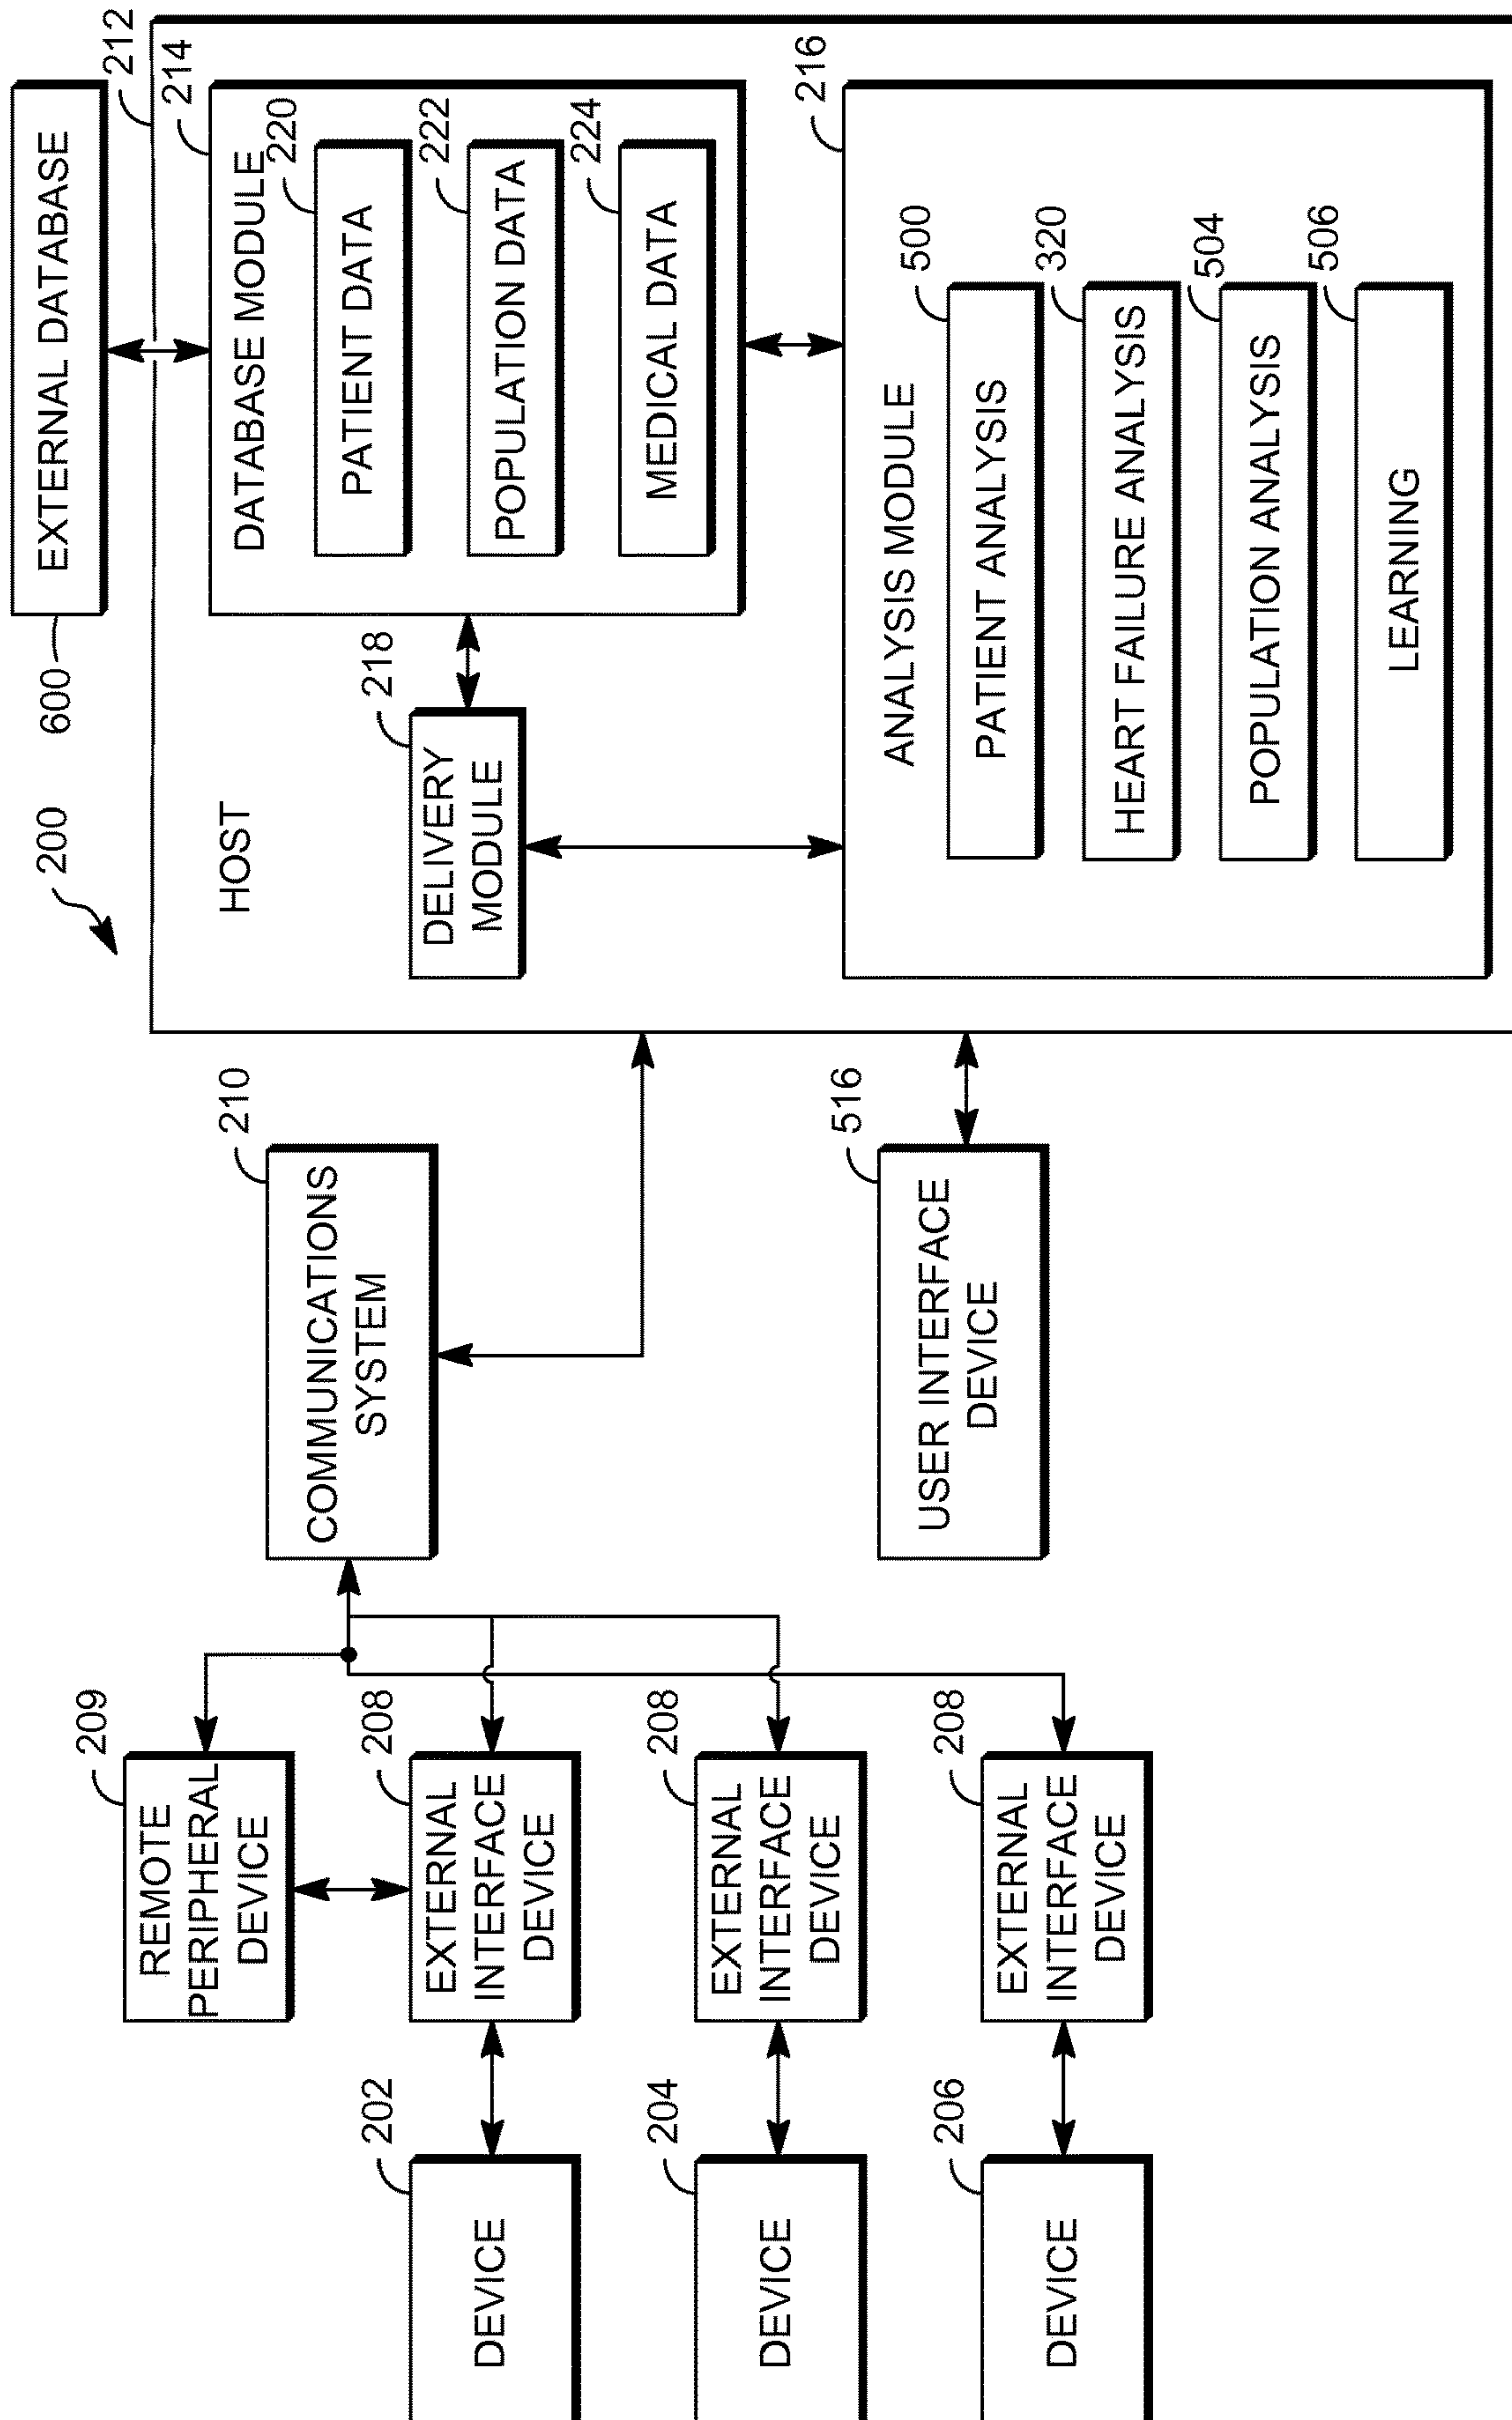 200
600
EXTERNAL DATABASE
212
HOST
214
DATABASE MODULE
220
PATIENT DATA
222
POPULATION DATA
224
MEDICAL DATA
218
DELIVERY
MODULE
216
ANALYSIS MODULE
500
PATIENT ANALYSIS
320
HEART FAILURE ANALYSIS
504
POPULATION ANALYSIS
506
LEARNING
210
COMMUNICATIONS
SYSTEM
516
USER INTERFACE
DEVICE
209
REMOTE
PERIPHERAL
DEVICE
208
EXTERNAL
INTERFACE
DEVICE
208
EXTERNAL
INTERFACE
DEVICE
208
EXTERNAL
INTERFACE
DEVICE
202
DEVICE
204
DEVICE
206
DEVICE